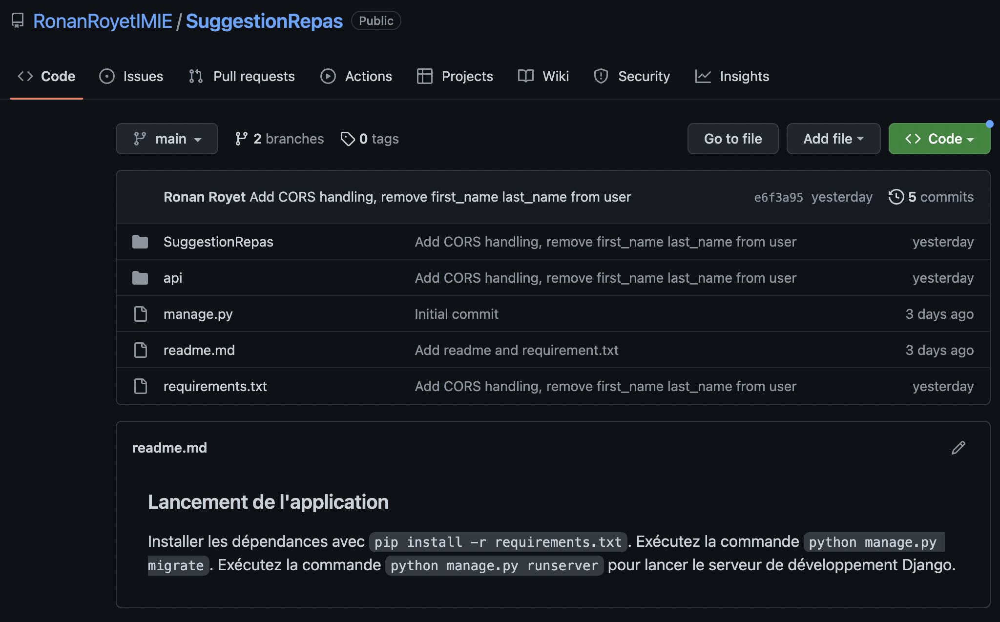 RonanRoyetIMIE / SuggestionRepas Public
Code Issues Pull requests Actions Projects Wiki Security Insights
main 2 branches 0 tags Go to file Add file Code
Ronan Royet Add CORS handling, remove first_name last_name from user e6f3a95 yesterday 5 commits
SuggestionRepas Add CORS handling, remove first_name last_name from user yesterday
api Add CORS handling, remove first_name last_name from user yesterday
manage.py Initial commit 3 days ago
readme.md Add readme and requirement.txt 3 days ago
requirements.txt Add CORS handling, remove first_name last_name from user yesterday
readme.md
Lancement de l'application
Installer les dépendances avec pip install -r requirements.txt. Exécutez la commande python manage.py
migrate. Exécutez la commande python manage.py runserver pour lancer le serveur de développement Django.